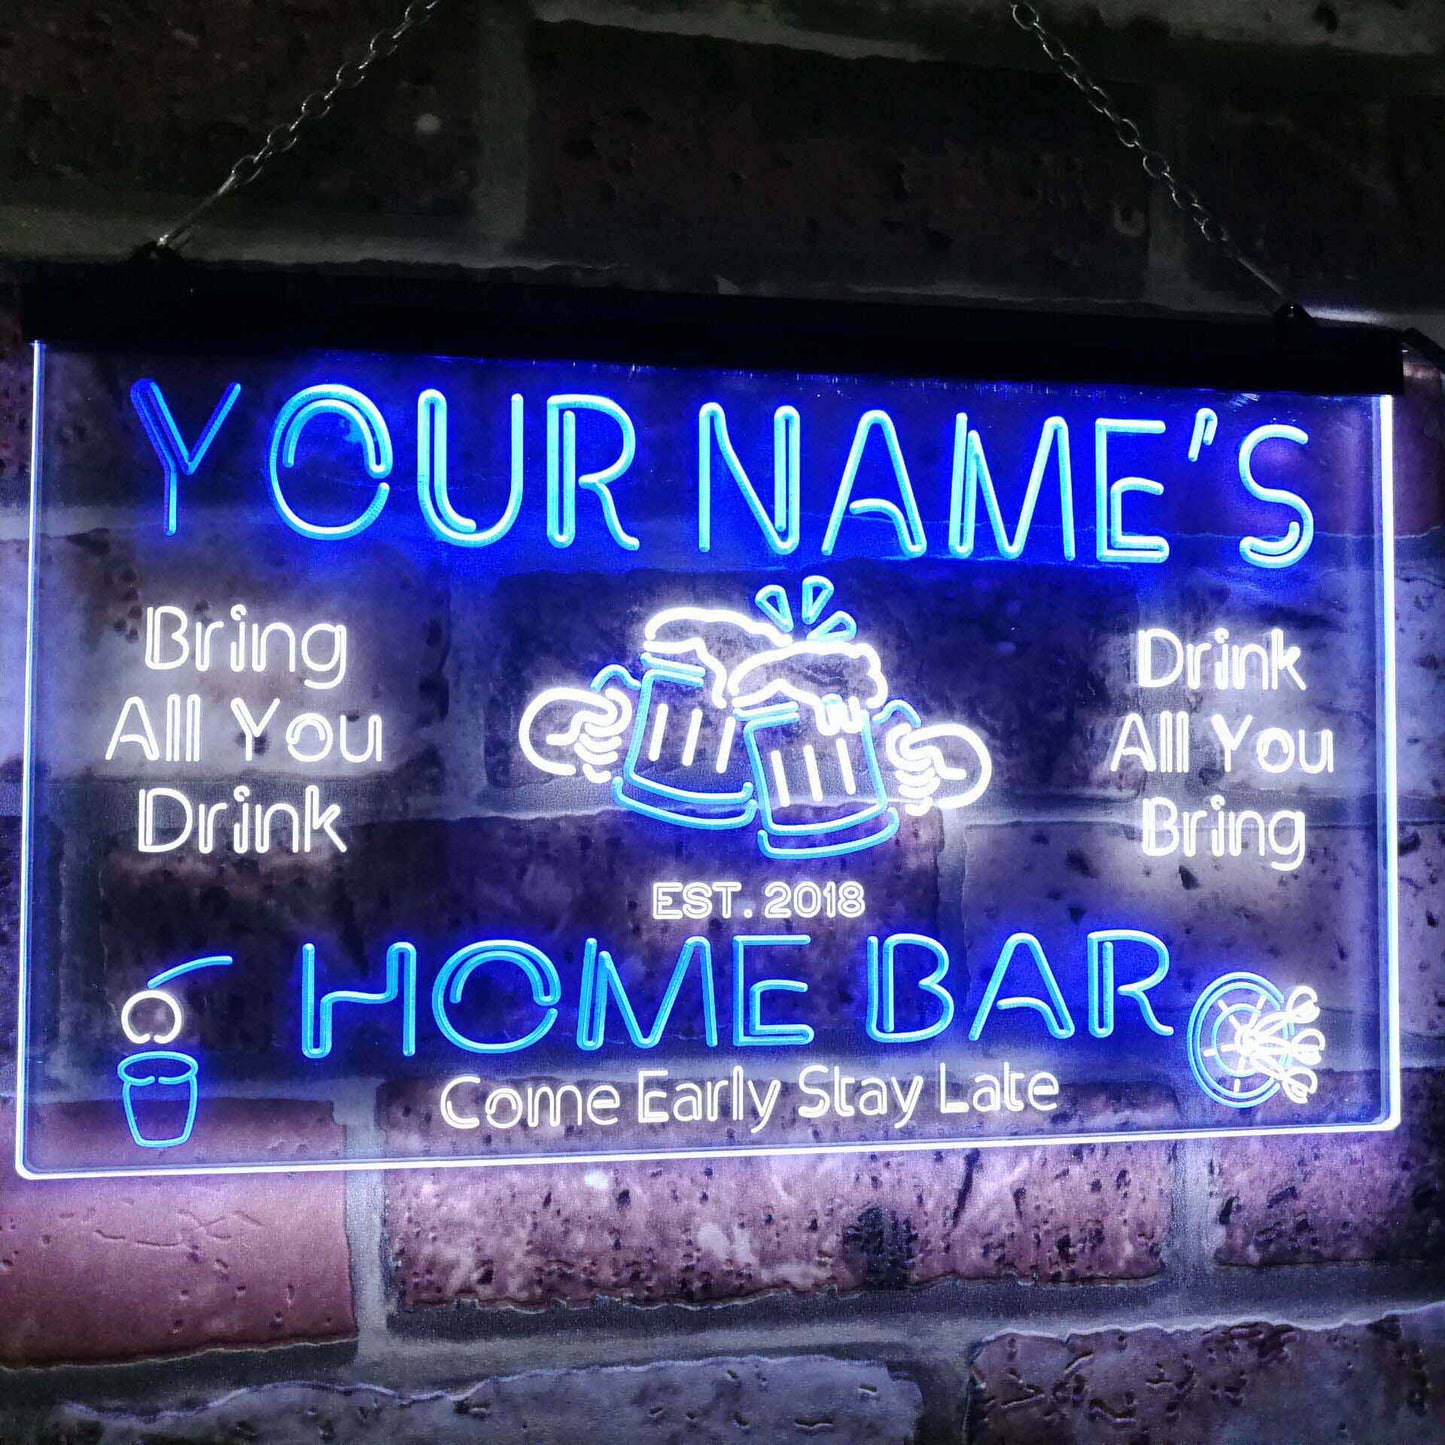 YOUR NAME'S
Bring
All You
Drink
Drink
All You
Bring
EST. 2018
HOME BAR
Come Early Stay Late